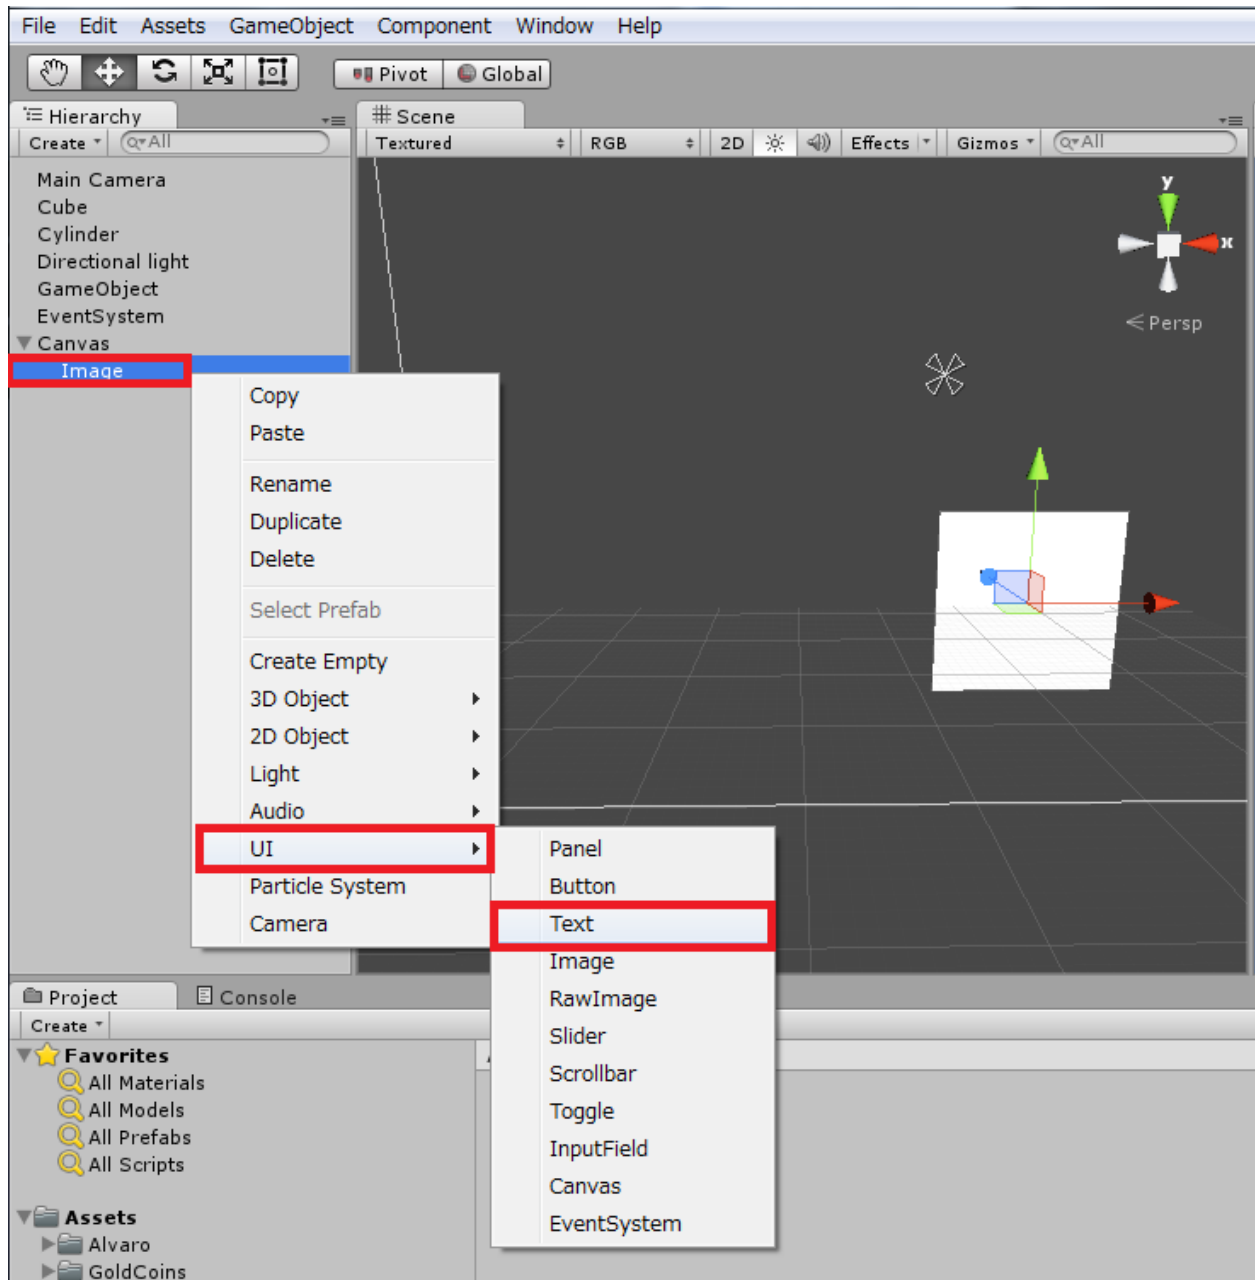 File Edit Assets GameObject Component Window Help
Pivot Global
Hierarchy
Create All
Main Camera
Cube
Cylinder
Directional light
GameObject
EventSystem
Canvas
Image
Scene
Textured RGB 2D Effects Gizmos All
y
x
Persp
Copy
Paste
Rename
Duplicate
Delete
Select Prefab
Create Empty
3D Object
2D Object
Light
Audio
UI
Particle System
Camera
Panel
Button
Text
Image
RawImage
Slider
Scrollbar
Toggle
InputField
Canvas
EventSystem
Project Console
Create
Favorites
All Materials
All Models
All Prefabs
All Scripts
Assets
Alvaro
GoldCoins